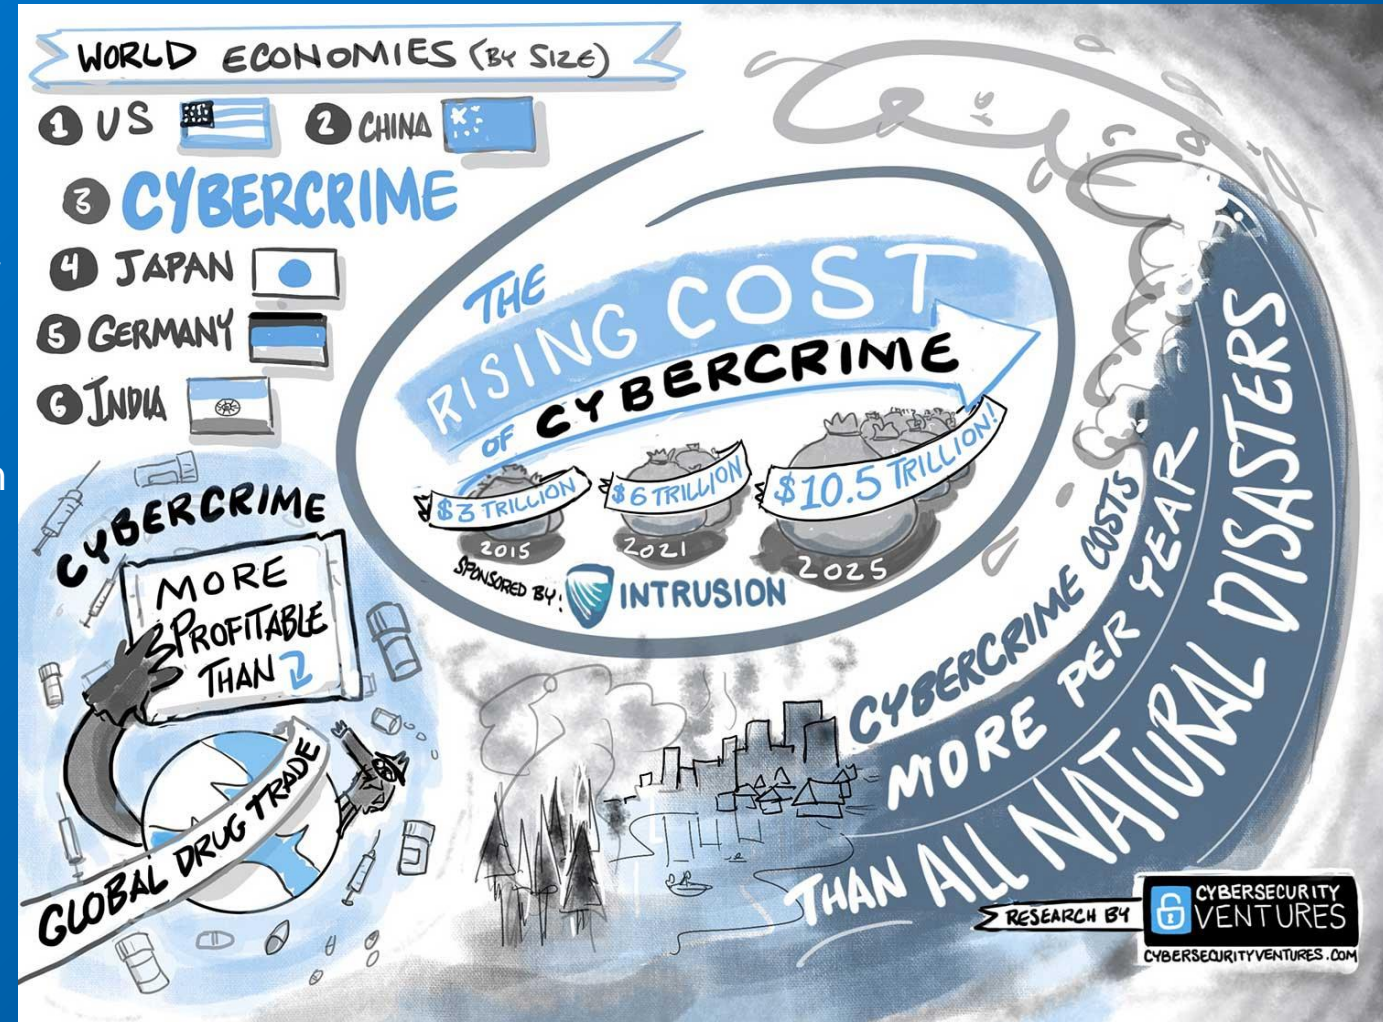 WORLD ECONOMIES (BY SIZE)
1 US
2 CHINA
3 CYBERCRIME
4 JAPAN
5 GERMANY
6 INDIA
THE
RISING COST
OF CYBERCRIME
$3 TRILLION
2015
$6 TRILLION
2021
$10.5 TRILLION!
2025
SPONSORED BY:
INTRUSION
CYBERCRIME
MORE
PROFITABLE
THAN
GLOBAL DRUG TRADE
CYBERCRIME COSTS
MORE PER YEAR
THAN ALL NATURAL DISASTERS
RESEARCH BY
CYBERSECURITY
VENTURES
CYBERSECURITYVENTURES.COM